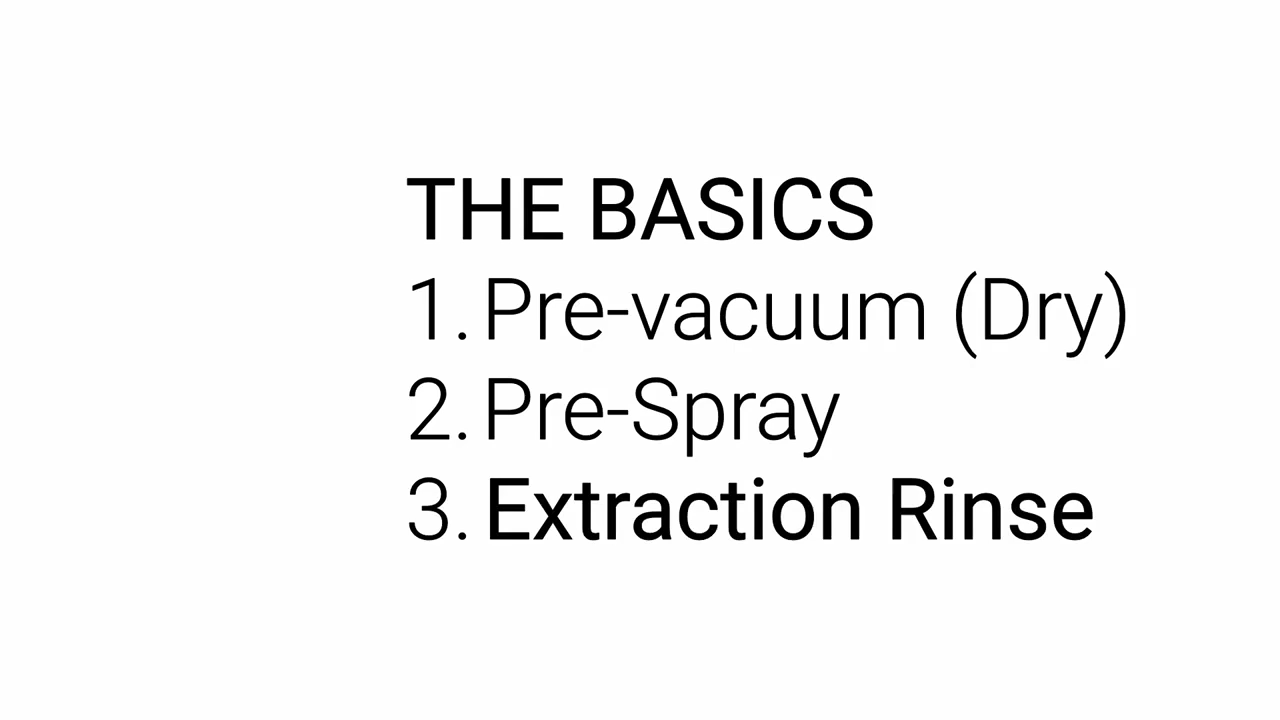 THE BASICS
1. Pre-vacuum (Dry)
2. Pre-Spray
3. Extraction Rinse